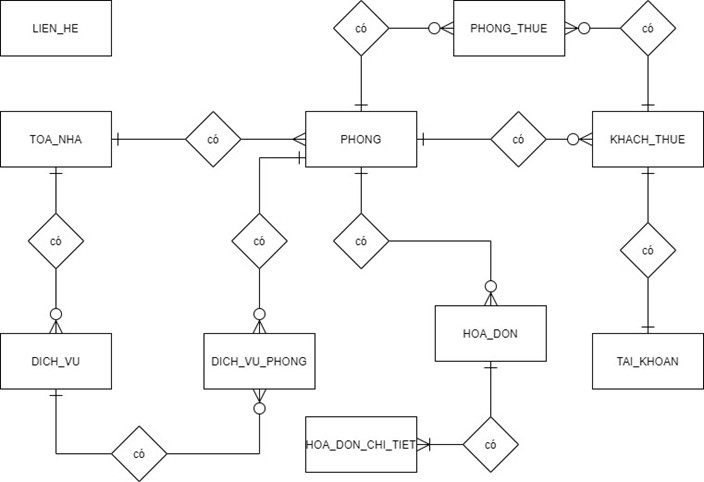 LIEN_HE
có
PHONG_THUE
có
TOA_NHA
có
PHONG
có
KHACH_THUE
có
có
có
có
DICH_VU
DICH_VU_PHONG
HOA_DON
TAI_KHOAN
có
HOA_DON_CHI_TIET
có